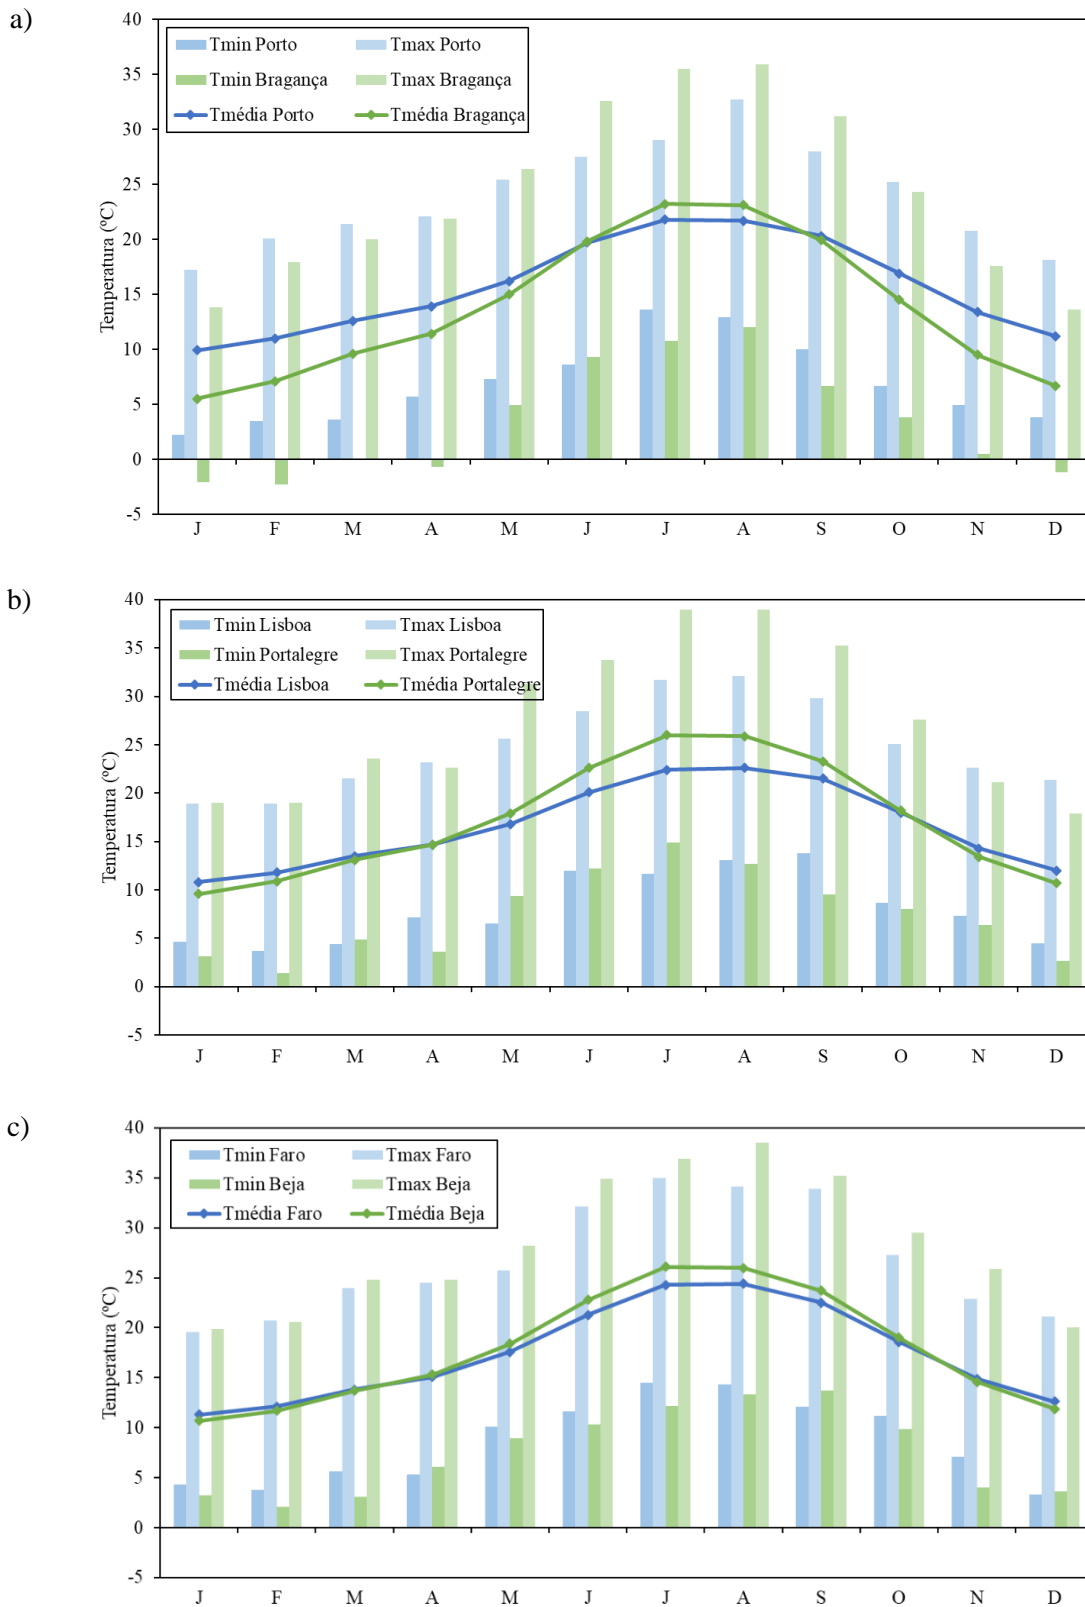 a)
40
Tmin Porto Tmax Porto
35
Tmin Bragança Tmax Bragança
30
Tmédia Porto Tmédia Bragança
25
20
15
10
5
0
-5
Temperatura (ºC)
J F M A M J J A S O N D
b)
40
Tmin Lisboa Tmax Lisboa
35
Tmin Portalegre Tmax Portalegre
Tmédia Lisboa Tmédia Portalegre
30
25
20
15
10
5
0
-5
Temperatura (ºC)
J F M A M J J A S O N D
c)
40
Tmin Faro Tmax Faro
35
Tmin Beja Tmax Beja
Tmédia Faro Tmédia Beja
30
25
20
15
10
5
0
-5
Temperatura (ºC)
J F M A M J J A S O N D